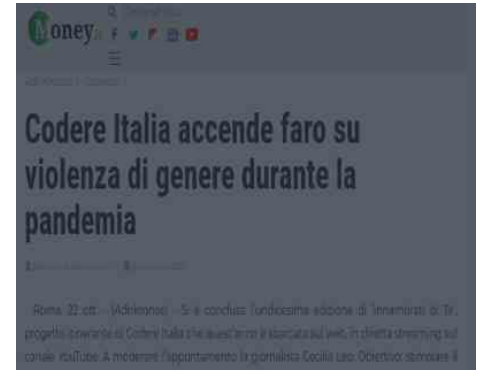 Money
Codere Italia accende faro su
violenza di genere durante la
pandemia
Roma, 22 ott. - (Adnkronos) - Si è conclusa l'undicesima edizione di 'Innamorati di Te',
progetto itinerante di Codere Italia che quest'anno è sbarcata sul web, in diretta streaming sul
canale YouTube. A moderare l'appuntamento la giornalista Cecilia Leo. Obiettivo: stimolare il